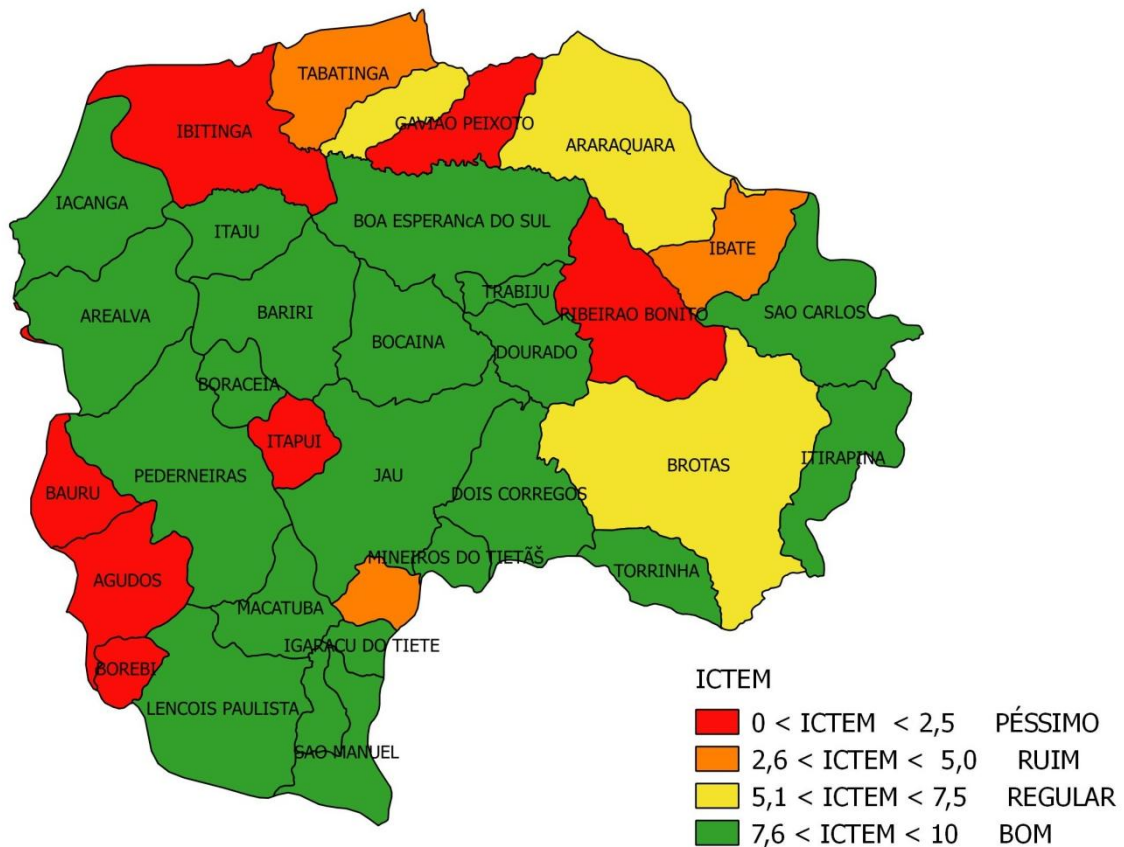 TABATINGA
GAVIAO PEIXOTO
IBITINGA
ARARAQUARA
IACANGA
ITAJU
BOA ESPERANcA DO SUL
IBATE
AREALVA
BARIRI
TRABIJU
RIBEIRAO BONITO
SAO CARLOS
BOCAINA
DOURADO
BORACEIA
ITAPUI
PEDERNEIRAS
JAU
BROTAS
ITIRAPINA
BAURU
DOIS CORREGOS
AGUDOS
MINEIROS DO TIETÃŠ
TORRINHA
MACATUBA
IGARACU DO TIETE
BOREBI
LENCOIS PAULISTA
SAO MANUEL
ICTEM
0 < ICTEM < 2,5 PÉSSIMO
2,6 < ICTEM < 5,0 RUIM
5,1 < ICTEM < 7,5 REGULAR
7,6 < ICTEM < 10 BOM